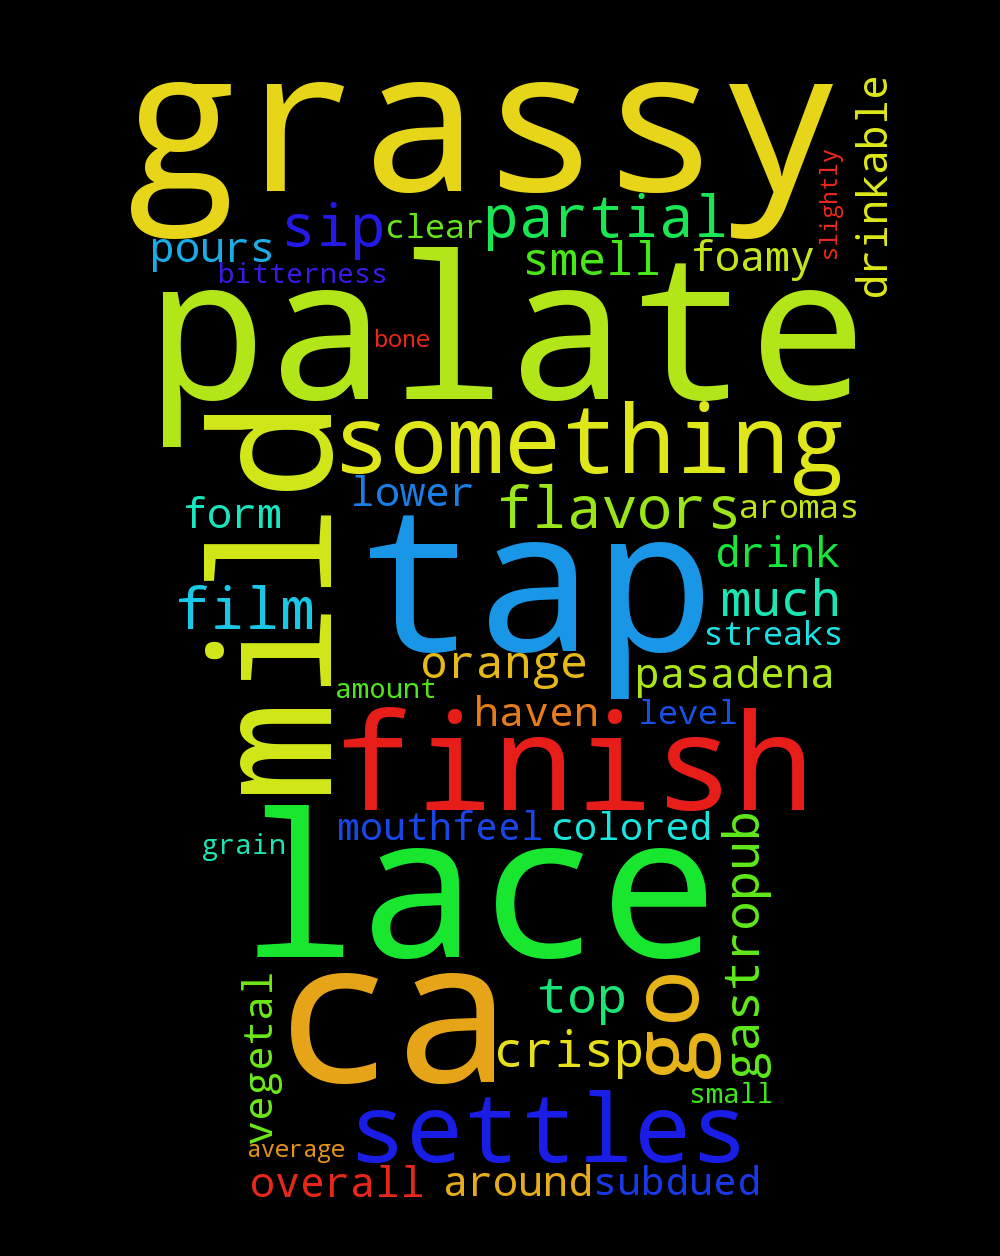 grassy
drinkable
slightly
sip
clear
partial
pours
bitterness
smell
foamy
palate
bone
mild
something
lower
flavors
aromas
form
tap
drink
film
much
streaks
orange
pasadena
amount
haven
level
finish
mouthfeel
colored
grain
lace
gastropub
vegetal
ca
top
go
crisp
small
settles
average
overall
around
subdued